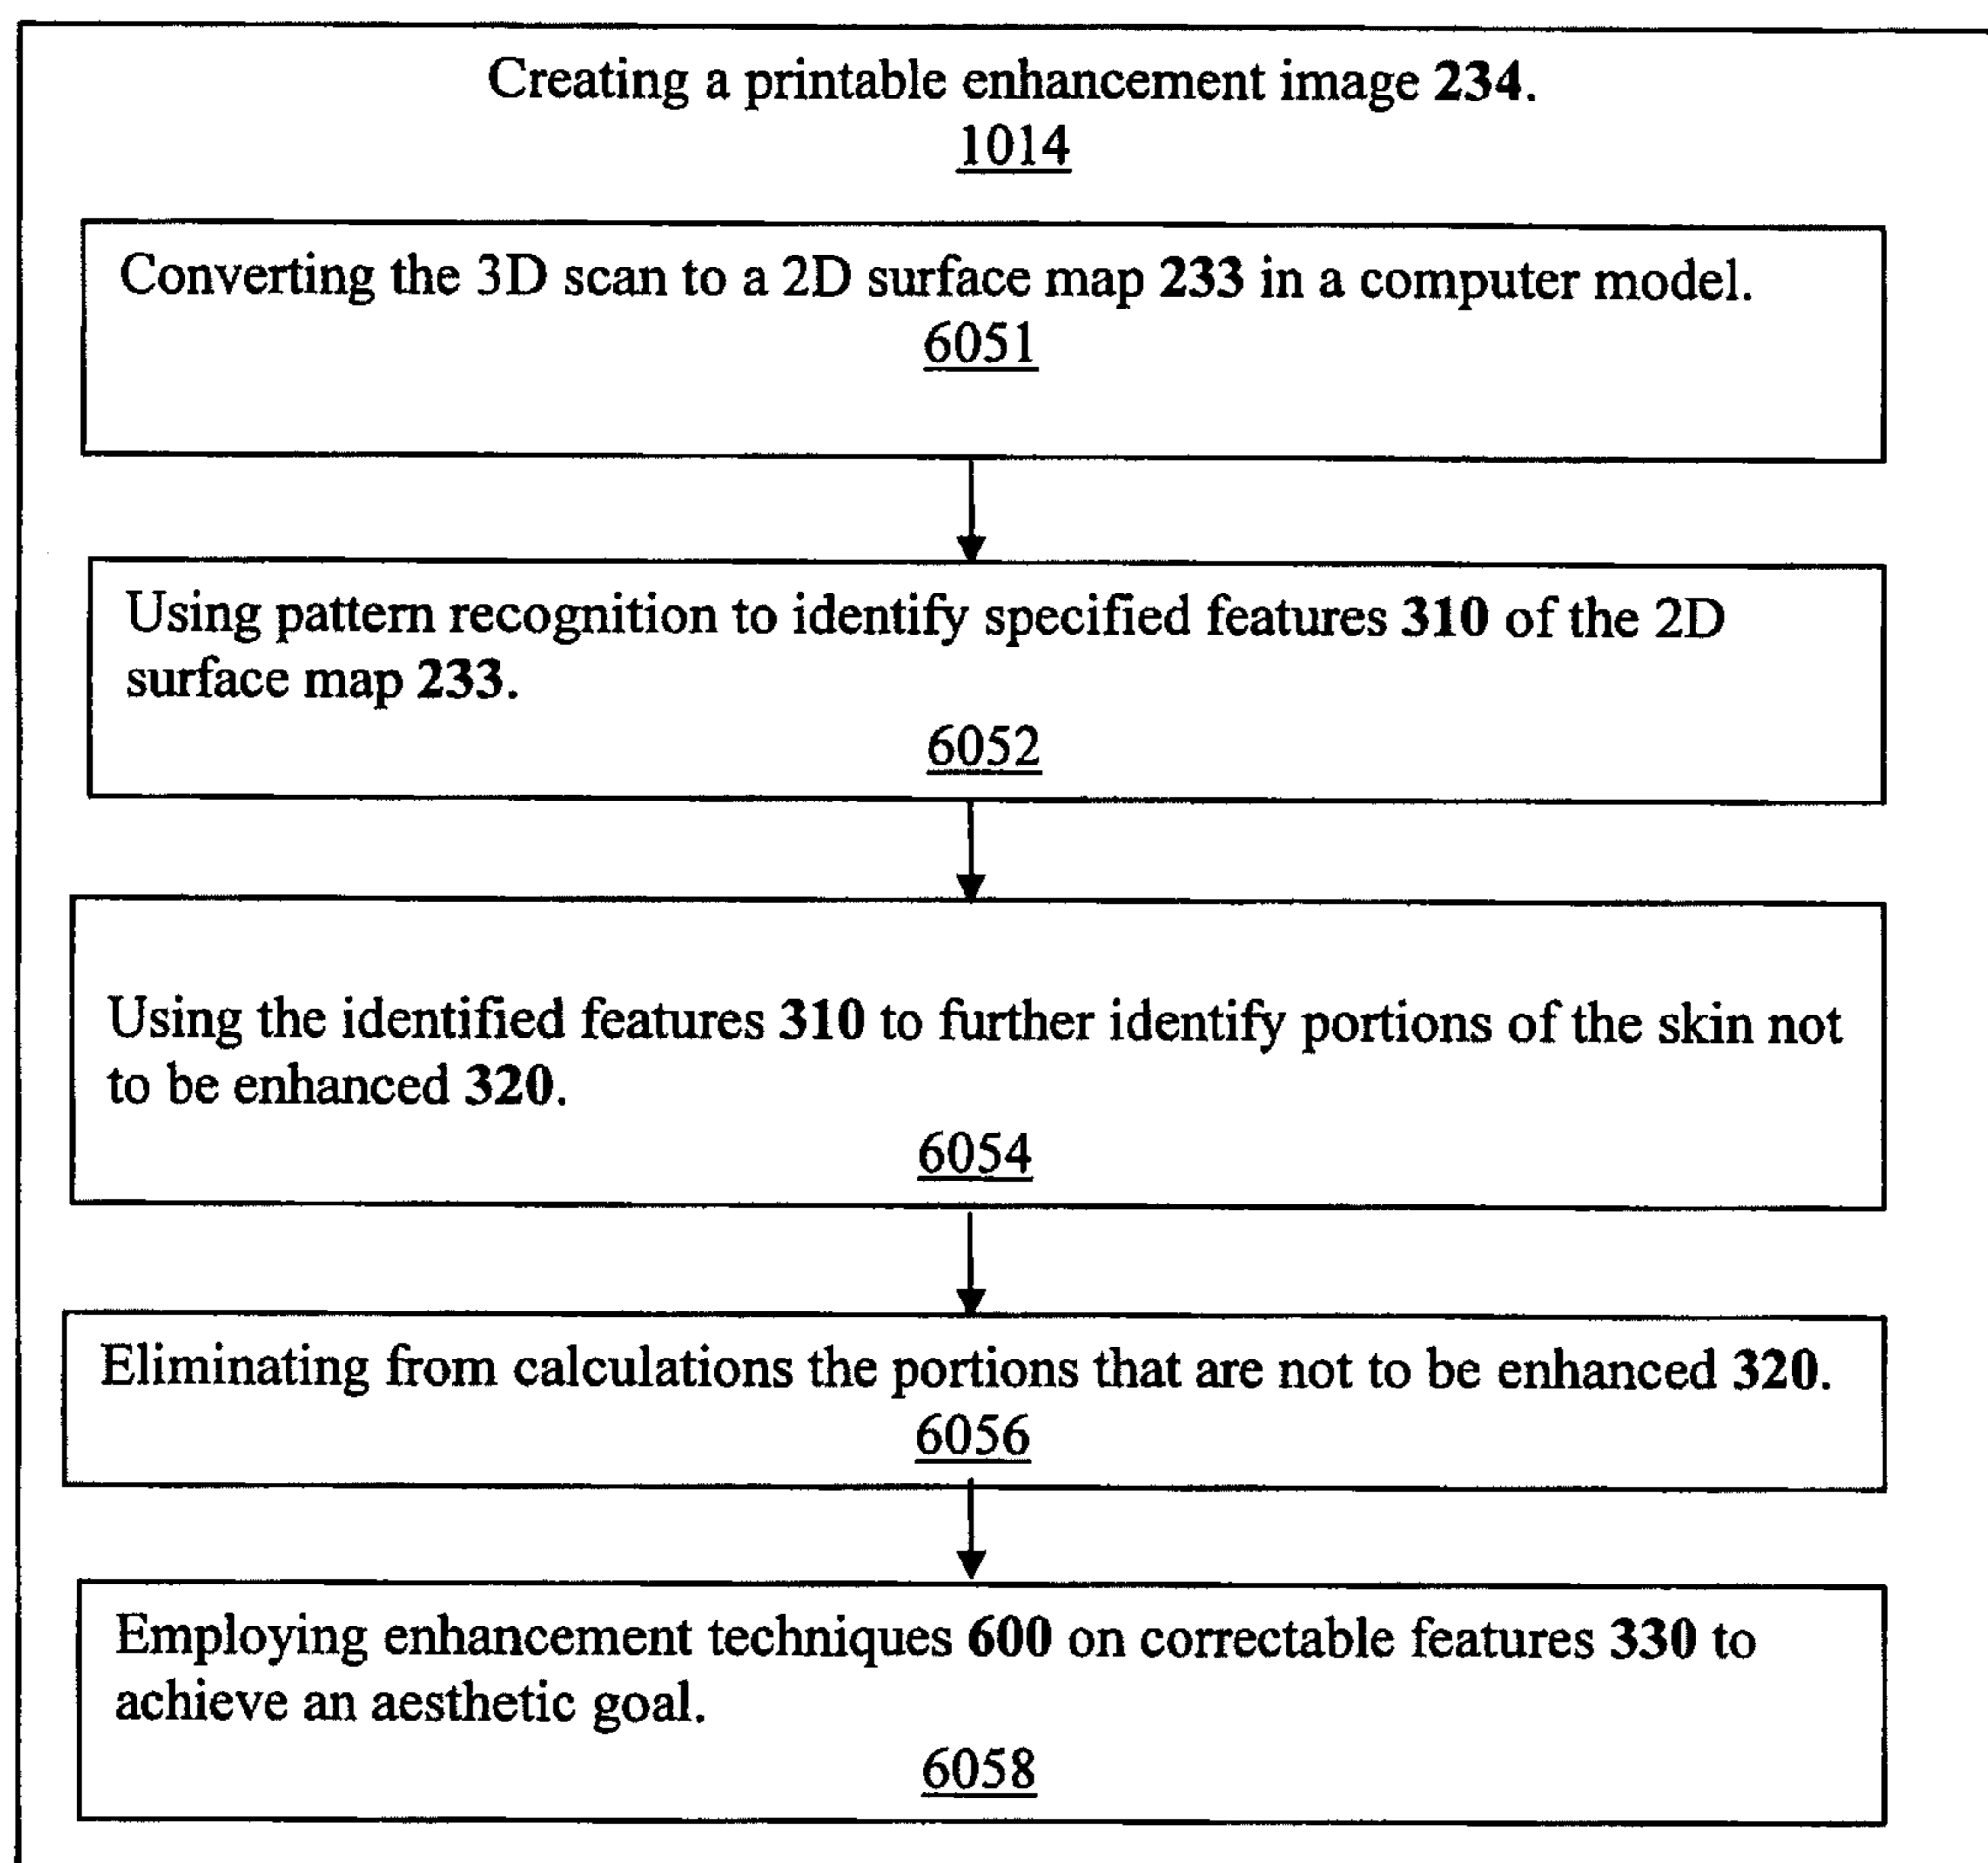 Creating a printable enhancement image 234.
1014
Converting the 3D scan to a 2D surface map 233 in a computer model.
6051
Using pattern recognition to identify specified features 310 of the 2D
surface map 233.
6052
Using the identified features 310 to further identify portions of the skin not
to be enhanced 320.
6054
Eliminating from calculations the portions that are not to be enhanced 320.
6056
Employing enhancement techniques 600 on correctable features 330 to
achieve an aesthetic goal.
6058